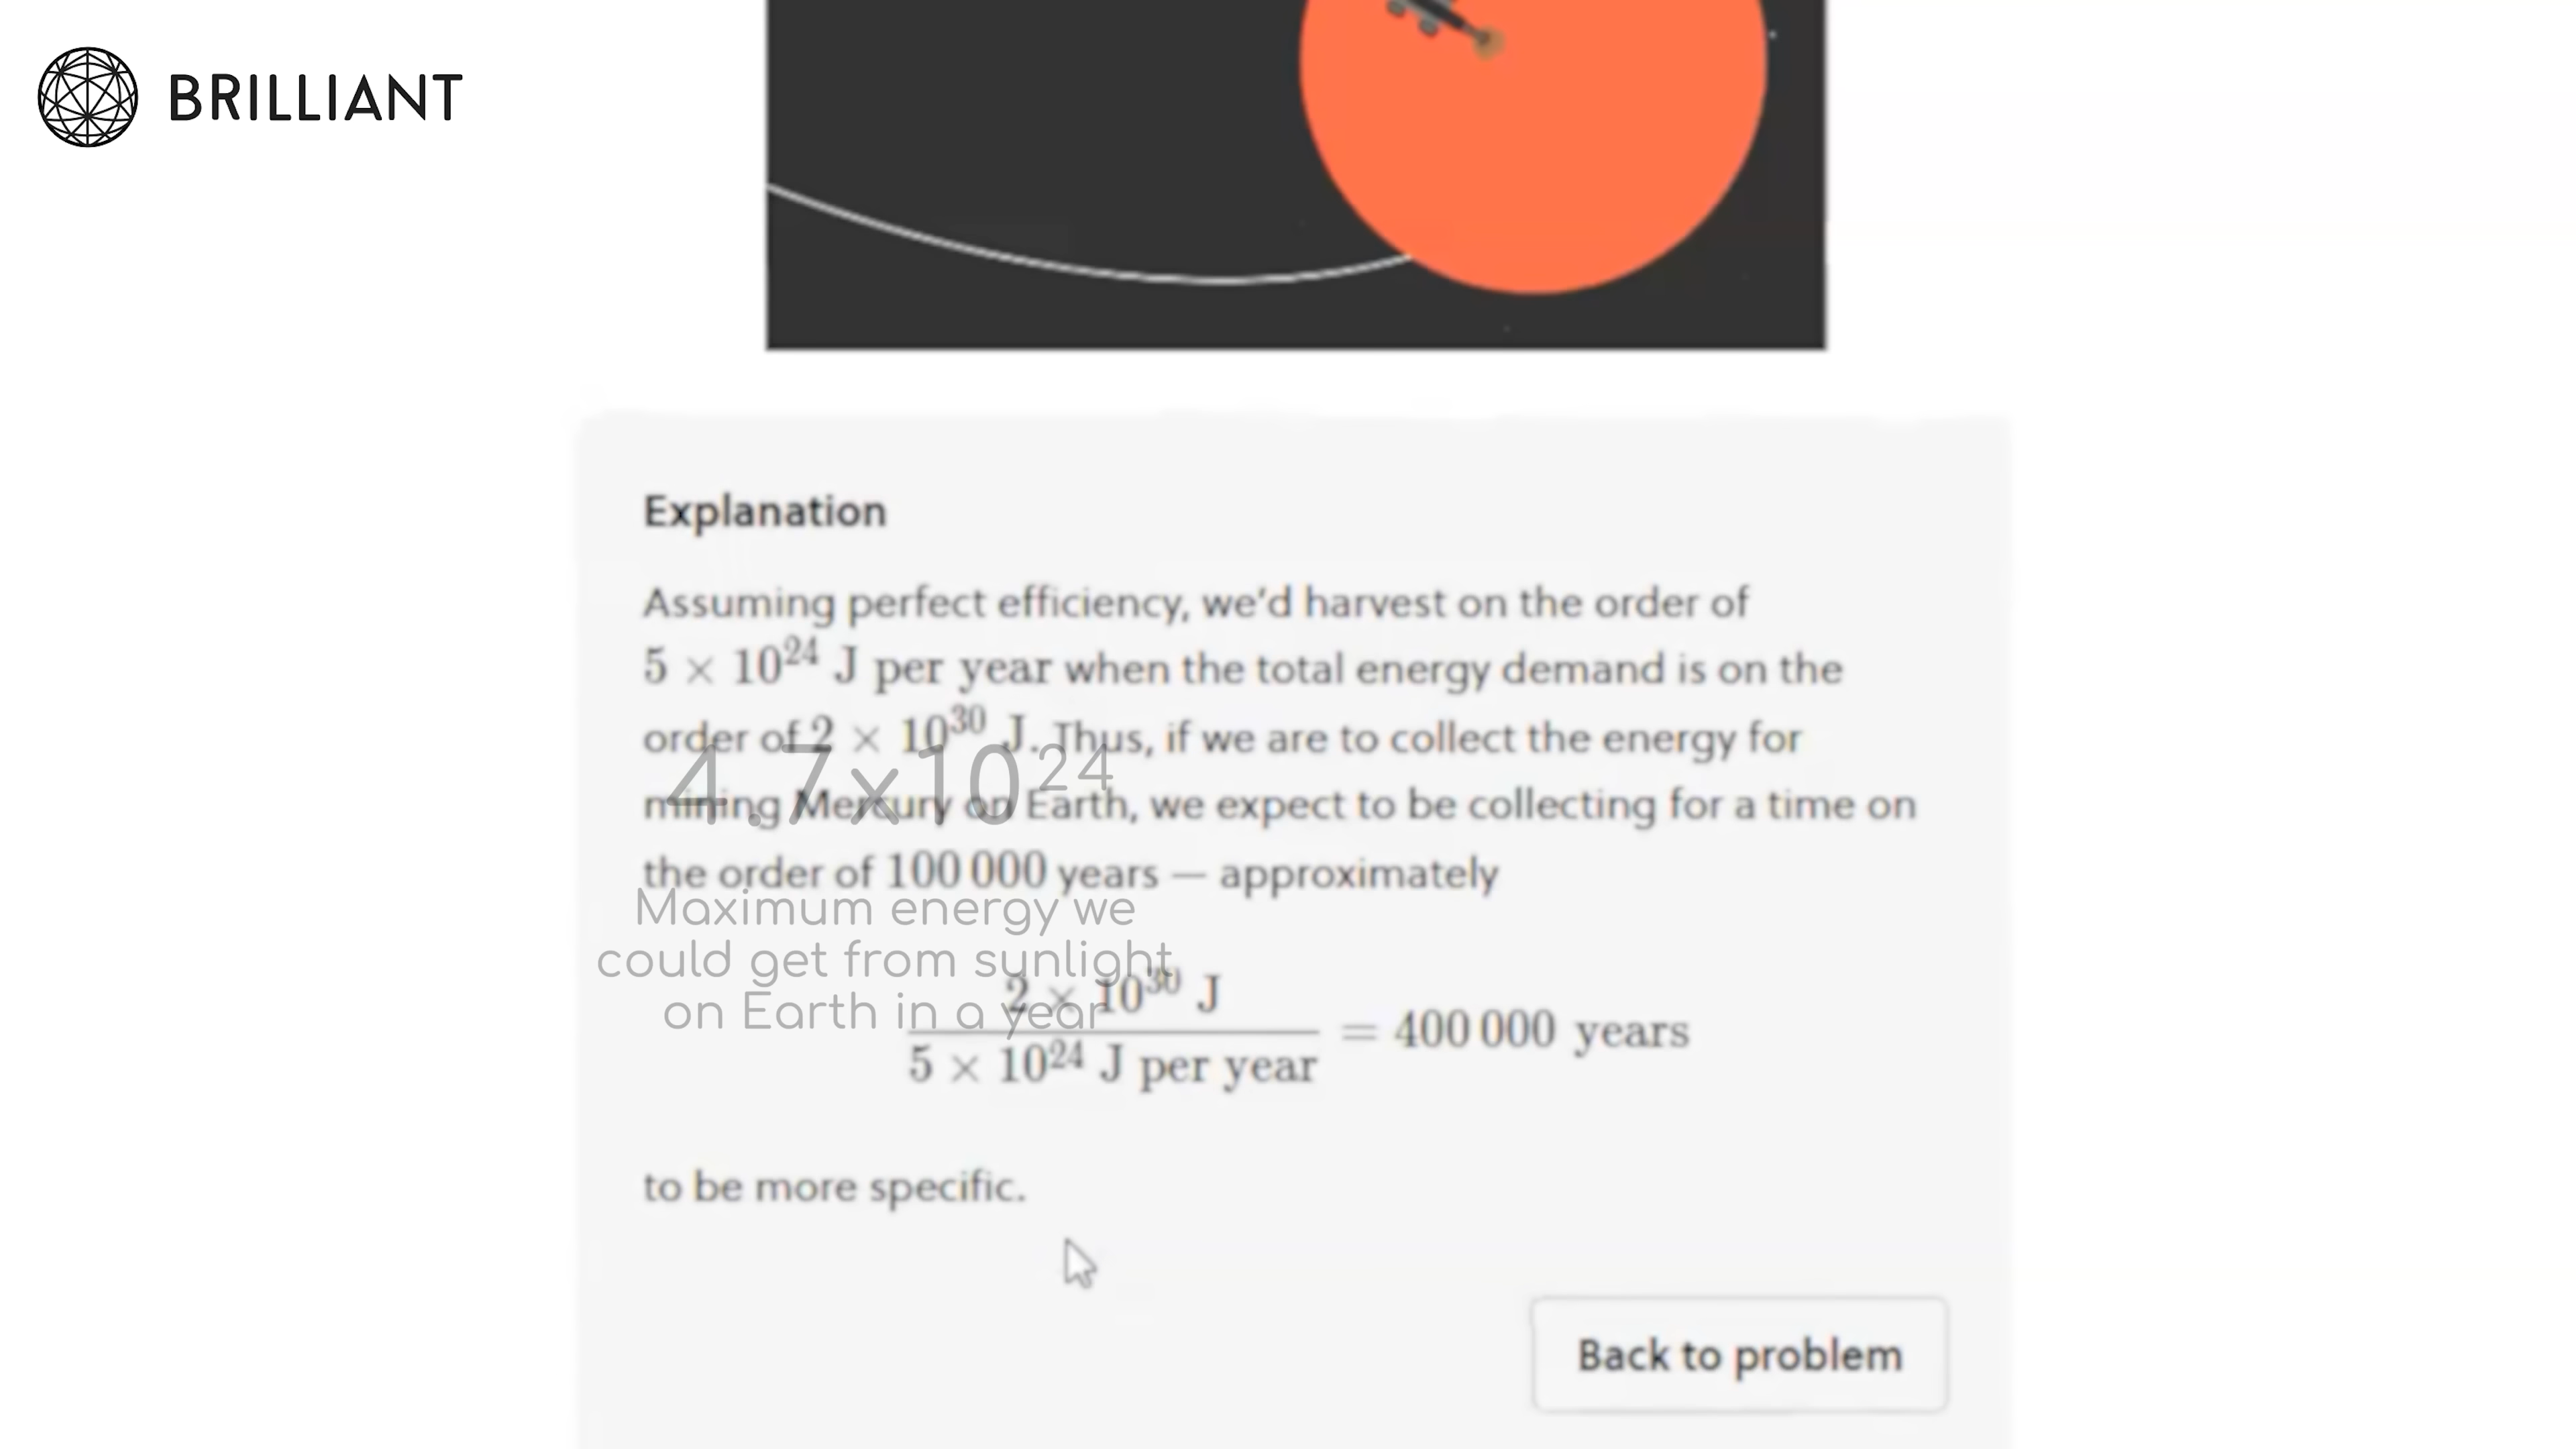 BRILLIANT
Explanation
Assuming perfect efficiency, we'd harvest on the order of
5 × 10²⁴ J per year when the total energy demand is on the
order of 2 × 10³⁰ J. Thus, if we are to collect the energy for
mining Mercury on Earth, we expect to be collecting for a time on
the order of 100 000 years — approximately
2 × 10³⁰ J
5 × 10²⁴ J per year
= 400 000 years
to be more specific.
4.7x10²⁴
Maximum energy we
could get from sunlight
on Earth in a year
Back to problem